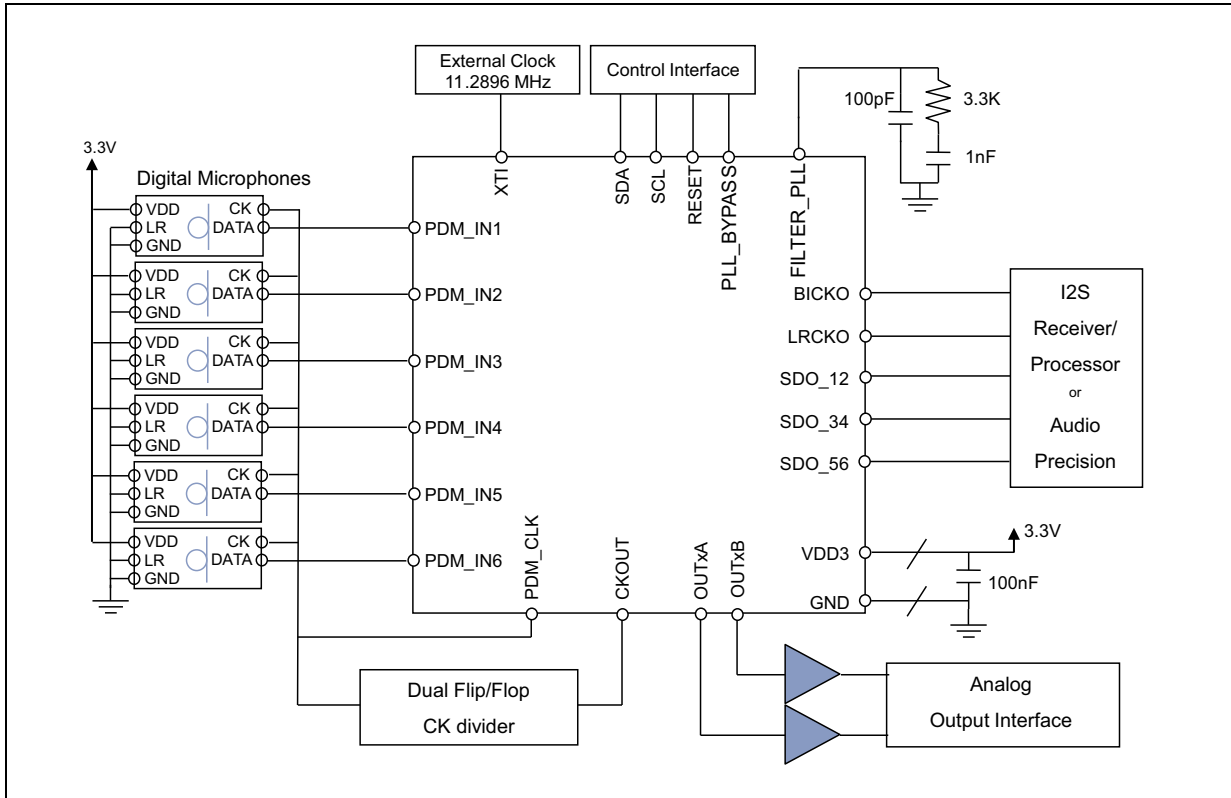 External Clock
11.2896 MHz
Control Interface
100pF
3.3K
1nF
3.3V
Digital Microphones
XTI
SDA
SCL
RESET
PLL_BYPASS
FILTER_PLL
VDD
CK
LR
DATA
GND
PDM_IN1
VDD
CK
LR
DATA
GND
PDM_IN2
VDD
CK
LR
DATA
GND
PDM_IN3
VDD
CK
LR
DATA
GND
PDM_IN4
VDD
CK
LR
DATA
GND
PDM_IN5
VDD
CK
LR
DATA
GND
PDM_IN6
BICKO
LRCKO
SDO_12
SDO_34
SDO_56
I2S
Receiver/
Processor
or
Audio
Precision
PDM_CLK
CKOUT
OUTxA
OUTxB
VDD3
GND
3.3V
100nF
Dual Flip/Flop
CK divider
Analog
Output Interface